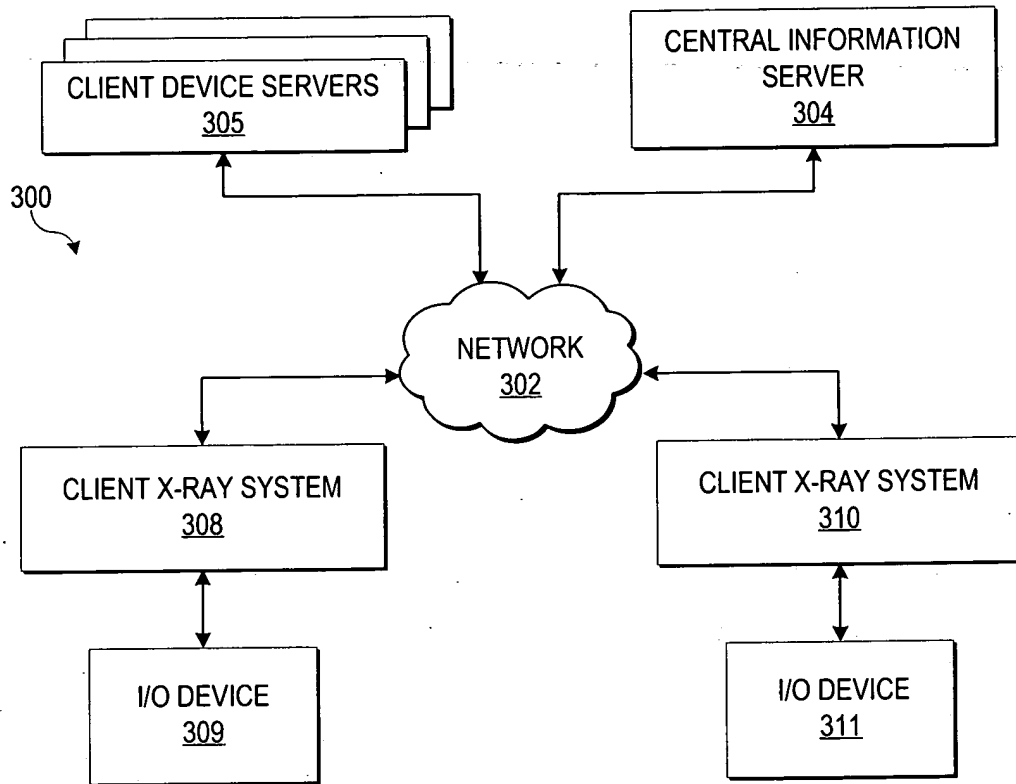 CLIENT DEVICE SERVERS
305
CENTRAL INFORMATION
SERVER
304
300
NETWORK
302
CLIENT X-RAY SYSTEM
308
CLIENT X-RAY SYSTEM
310
I/O DEVICE
309
I/O DEVICE
311